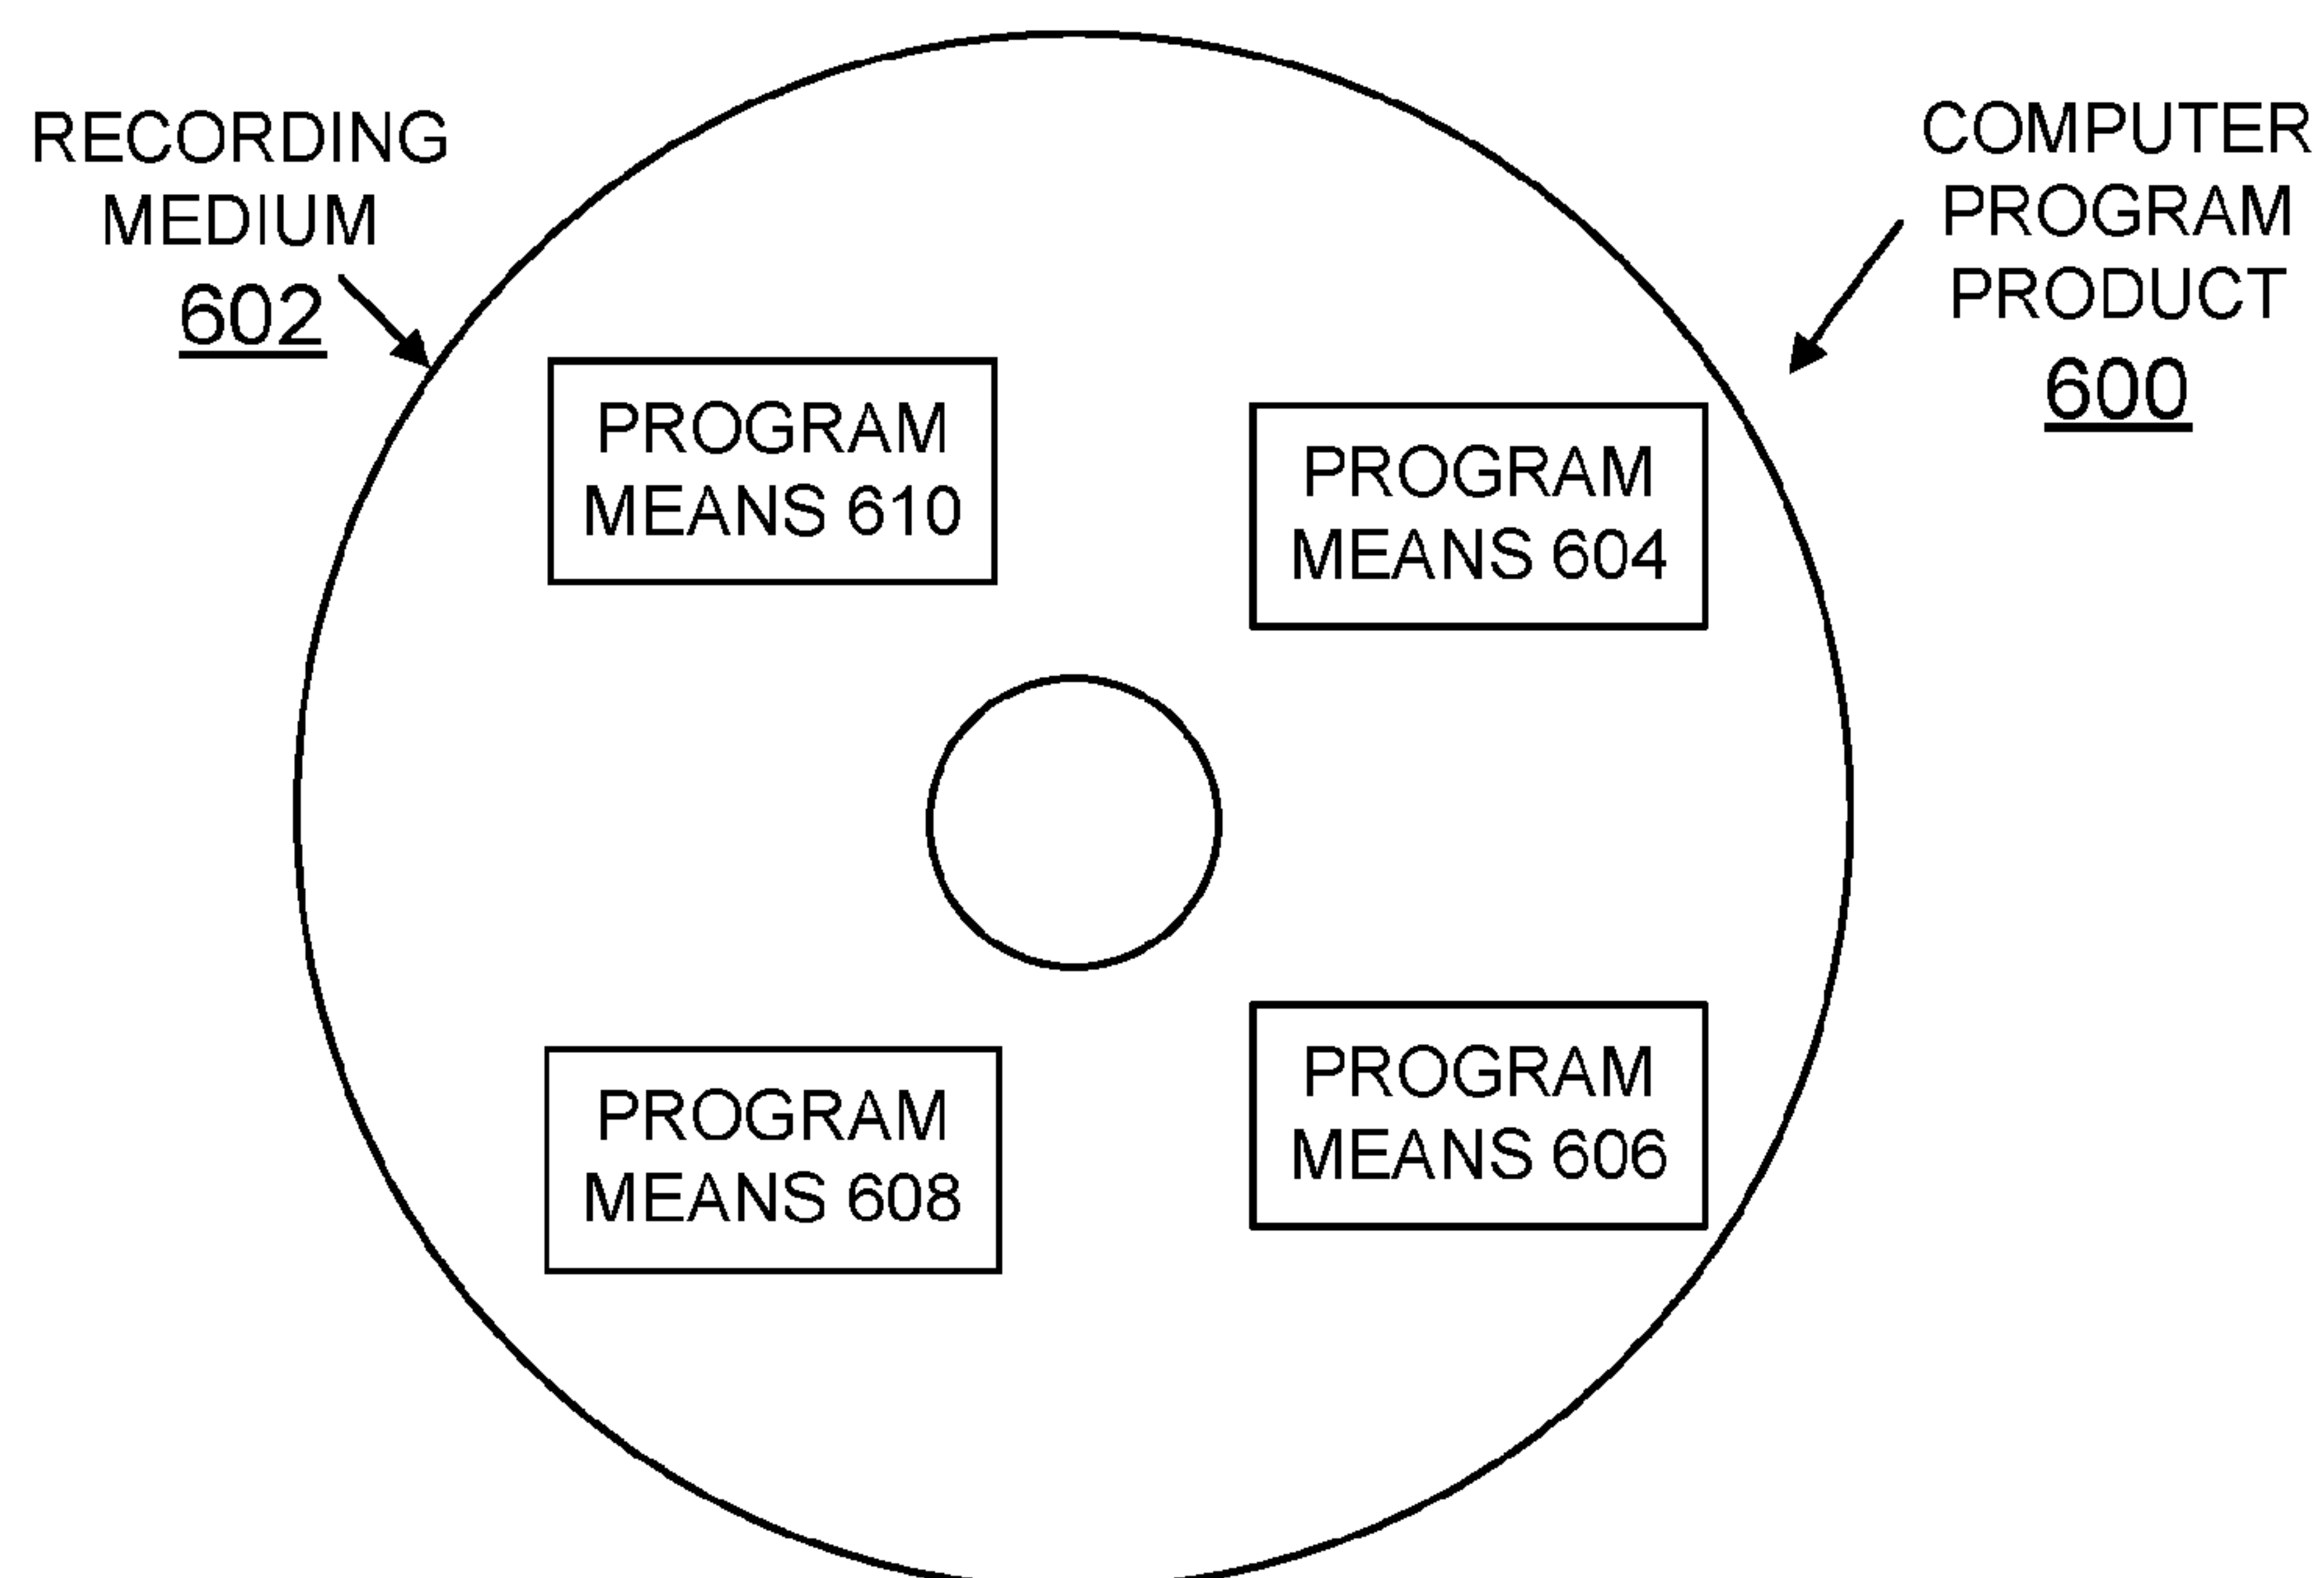 RECORDING
MEDIUM
602
COMPUTER
PROGRAM
PRODUCT
600
PROGRAM
MEANS 610
PROGRAM
MEANS 604
PROGRAM
MEANS 608
PROGRAM
MEANS 606